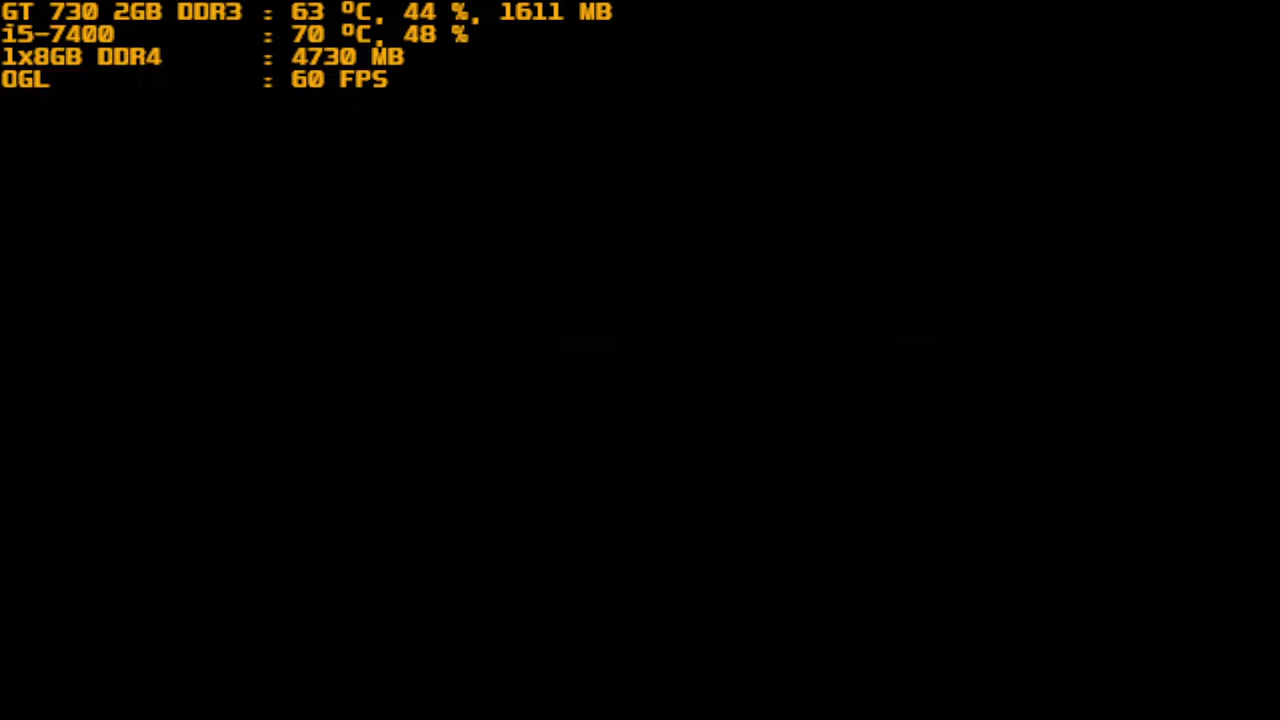 GT 730 2GB DDR3 : 63 ºC, 44 %, 1611 MB
i5-7400 : 70 ºC, 48 %
1x8GB DDR4 : 4730 MB
OGL : 60 FPS